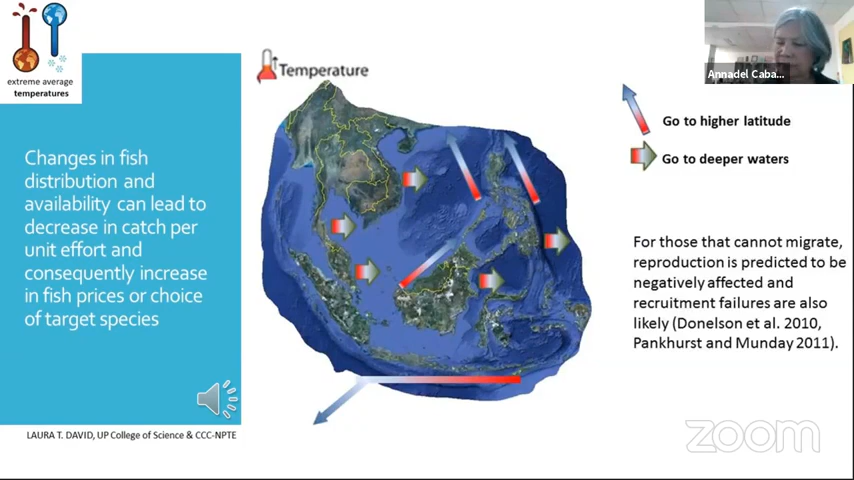 extreme average
temperatures
Changes in fish
distribution and
availability can lead to
decrease in catch per
unit effort and
consequently increase
in fish prices or choice
of target species
LAURA T. DAVID, UP College of Science & CCC-NPTE
Temperature
Go to higher latitude
Go to deeper waters
For those that cannot migrate,
reproduction is predicted to be
negatively affected and
recruitment failures are also
likely (Donelson et al. 2010,
Pankhurst and Munday 2011).
Annadel Caba...
zoom